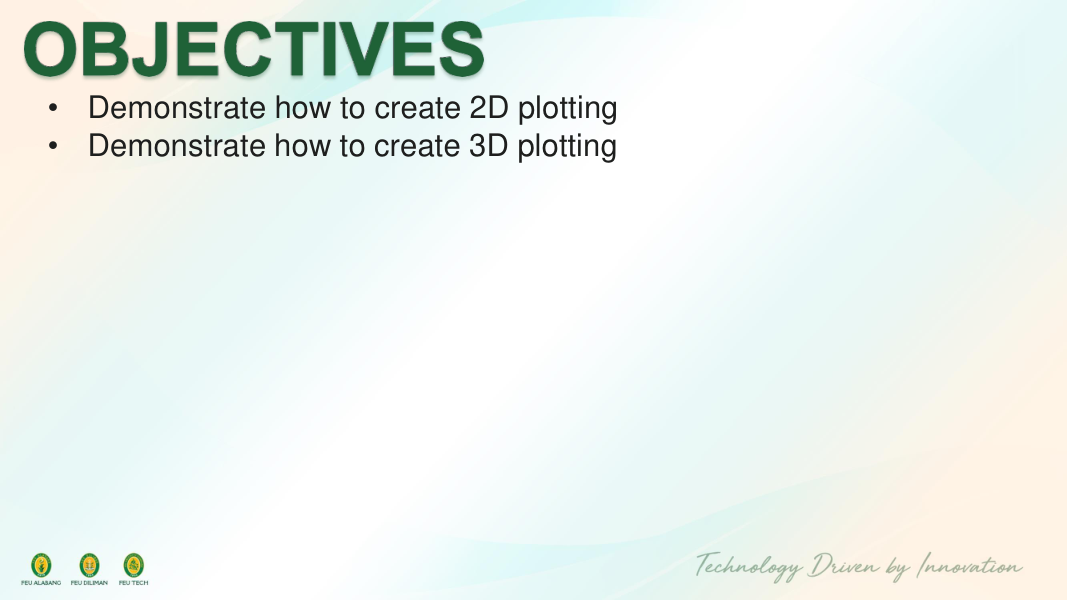 OBJECTIVES
• Demonstrate how to create 2D plotting
• Demonstrate how to create 3D plotting
FEU ALABANG FEU DILIMAN FEU TECH
Technology Driven by Innovation